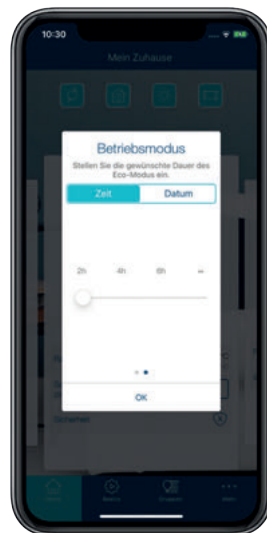 10:30
Mein Zuhause
Betriebsmodus
Stellen Sie die gewünschte Dauer des
Eco-Modus ein.
Zeit Datum
2h 4h 6h ∞
OK